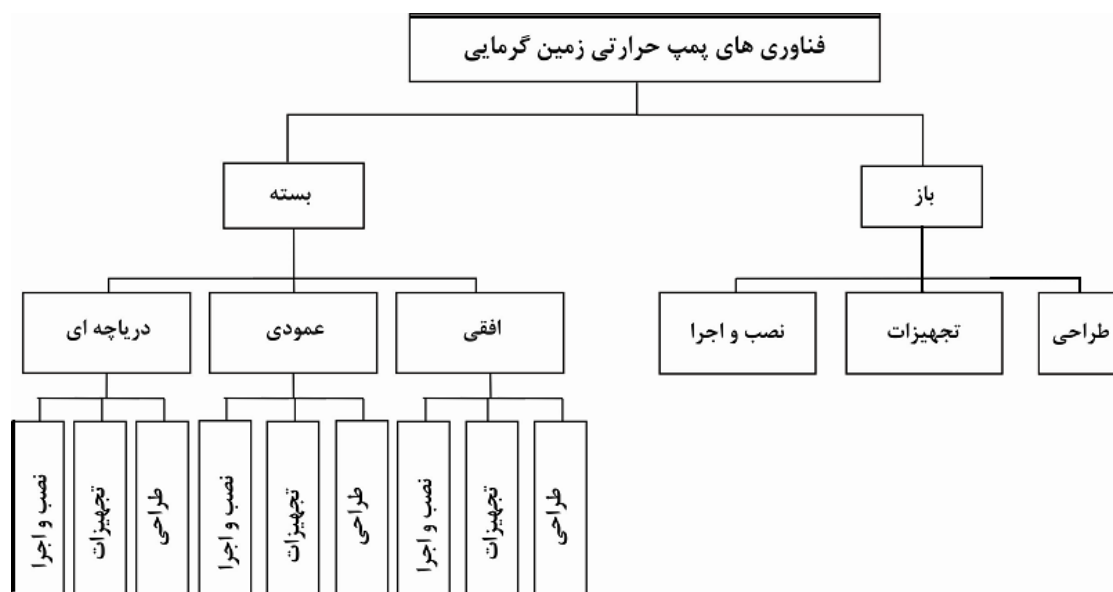 فناوری های پمپ حرارتی زمین گرمایی
باز
بسته
طراحی
تجهیزات
نصب و اجرا
افقی
عمودی
دریاچه ای
طراحی
تجهیزات
نصب و اجرا
طراحی
تجهیزات
نصب و اجرا
طراحی
تجهیزات
نصب و اجرا